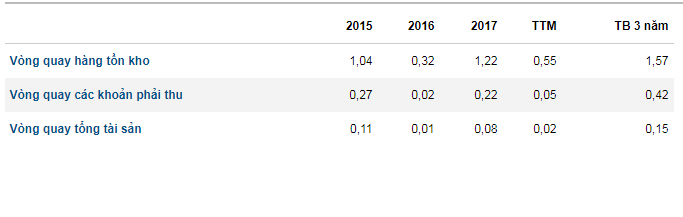 2015 2016 2017 TTM TB 3 năm
Vòng quay hàng tồn kho 1,04 0,32 1,22 0,55 1,57
Vòng quay các khoản phải thu 0,27 0,02 0,22 0,05 0,42
Vòng quay tổng tài sản 0,11 0,01 0,08 0,02 0,15